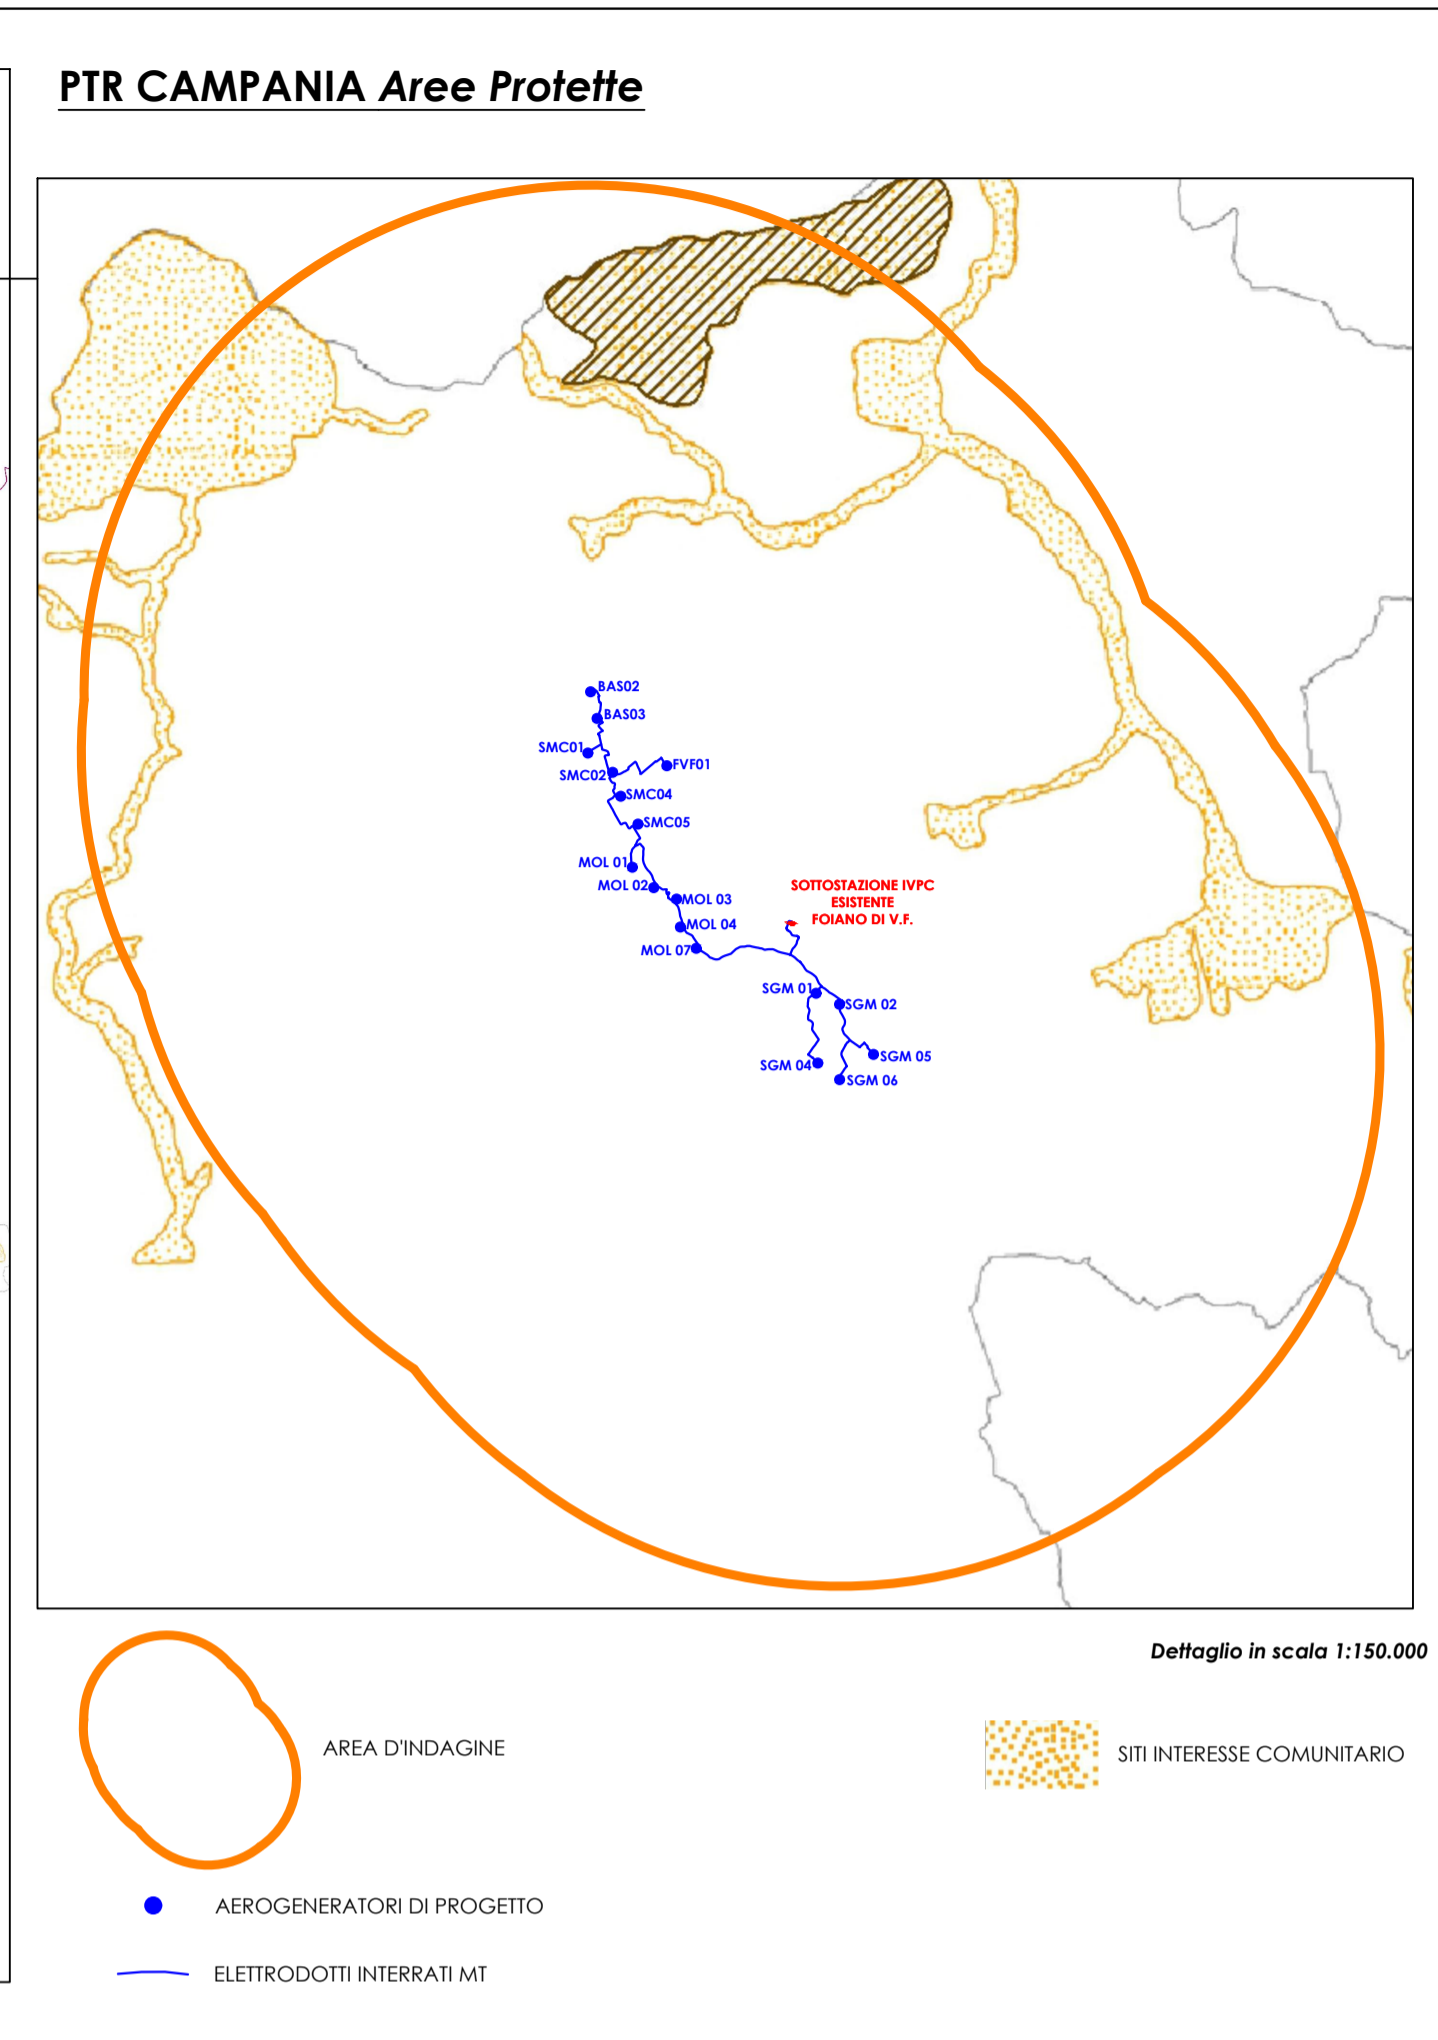 PTR CAMPANIA Aree Protette
BAS02
BAS03
SMC01
FVF01
SMC02
SMC04
SMC05
MOL 01
MOL 02
MOL 03
SOTTOSTAZIONE IVPC
ESISTENTE
FOIANO DI V.F.
MOL 04
MOL 07
SGM 01
SGM 02
SGM 05
SGM 04
SGM 06
Dettaglio in scala 1:150.000
AREA D'INDAGINE
SITI INTERESSE COMUNITARIO
AEROGENERATORI DI PROGETTO
ELETTRODOTTI INTERRATI MT